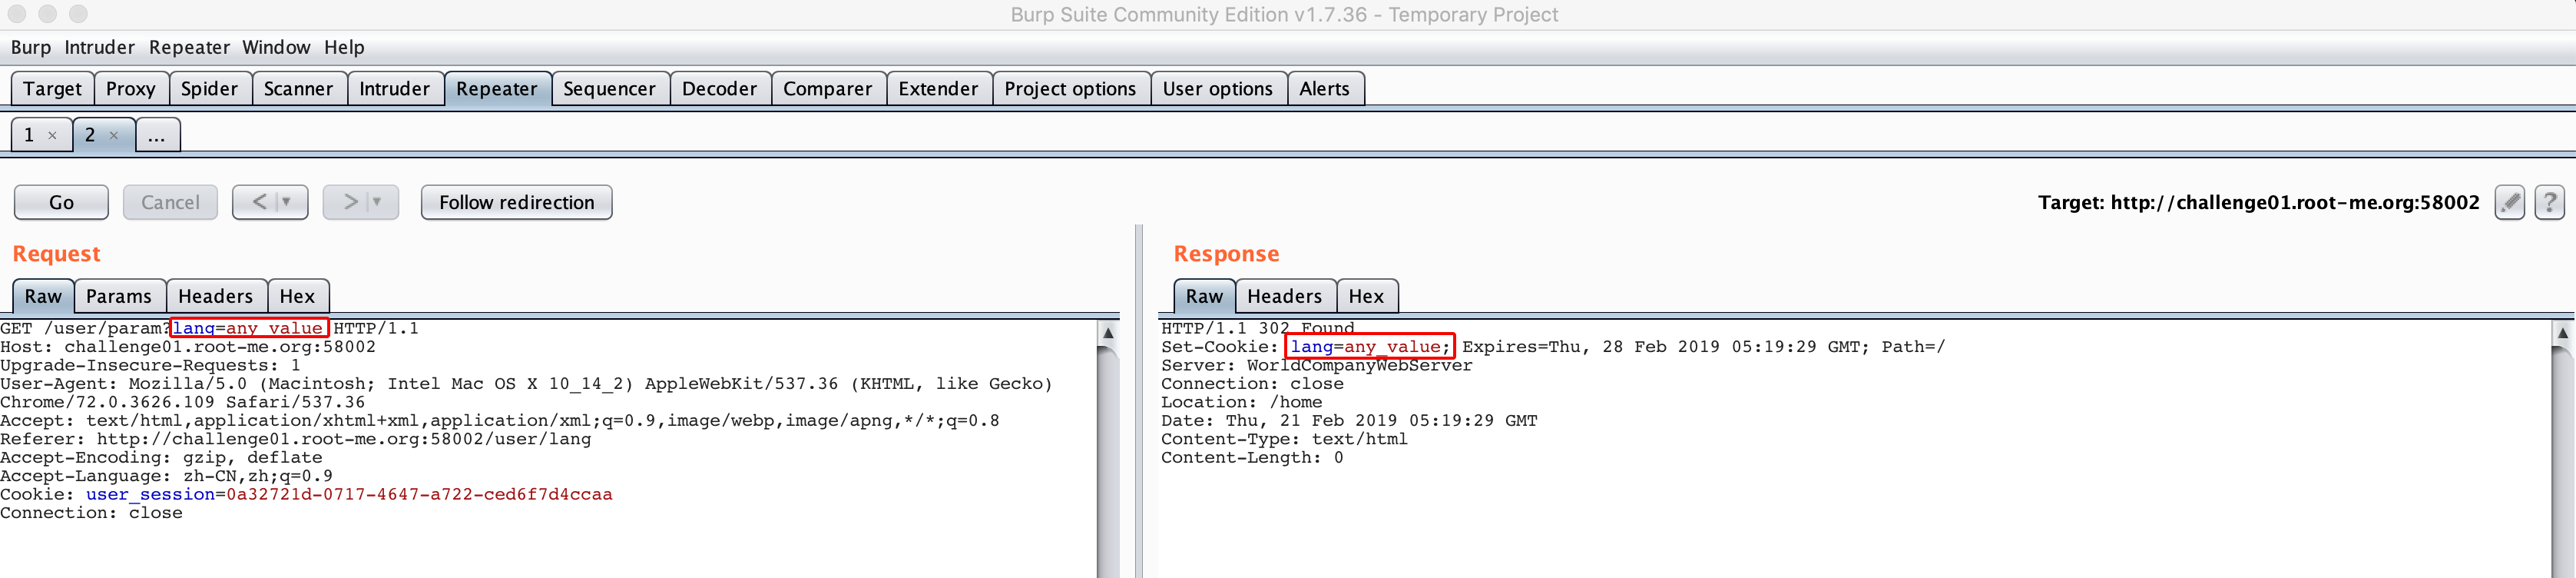 Burp Suite Community Edition v1.7.36 - Temporary Project
Burp Intruder Repeater Window Help
Target Proxy Spider Scanner Intruder Repeater Sequencer Decoder Comparer Extender Project options User options Alerts
1 × 2 × ...
Go Cancel < > Follow redirection Target: http://challenge01.root-me.org:58002 ?
Request
Raw Params Headers Hex
GET /user/param?lang=any_value HTTP/1.1
Host: challenge01.root-me.org:58002
Upgrade-Insecure-Requests: 1
User-Agent: Mozilla/5.0 (Macintosh; Intel Mac OS X 10_14_2) AppleWebKit/537.36 (KHTML, like Gecko)
Chrome/72.0.3626.109 Safari/537.36
Accept: text/html,application/xhtml+xml,application/xml;q=0.9,image/webp,image/apng,*/*;q=0.8
Referer: http://challenge01.root-me.org:58002/user/lang
Accept-Encoding: gzip, deflate
Accept-Language: zh-CN,zh;q=0.9
Cookie: user_session=0a32721d-0717-4647-a722-ced6f7d4ccaa
Connection: close
Response
Raw Headers Hex
HTTP/1.1 302 Found
Set-Cookie: lang=any_value; Expires=Thu, 28 Feb 2019 05:19:29 GMT; Path=/
Server: WorldCompanyWebServer
Connection: close
Location: /home
Date: Thu, 21 Feb 2019 05:19:29 GMT
Content-Type: text/html
Content-Length: 0